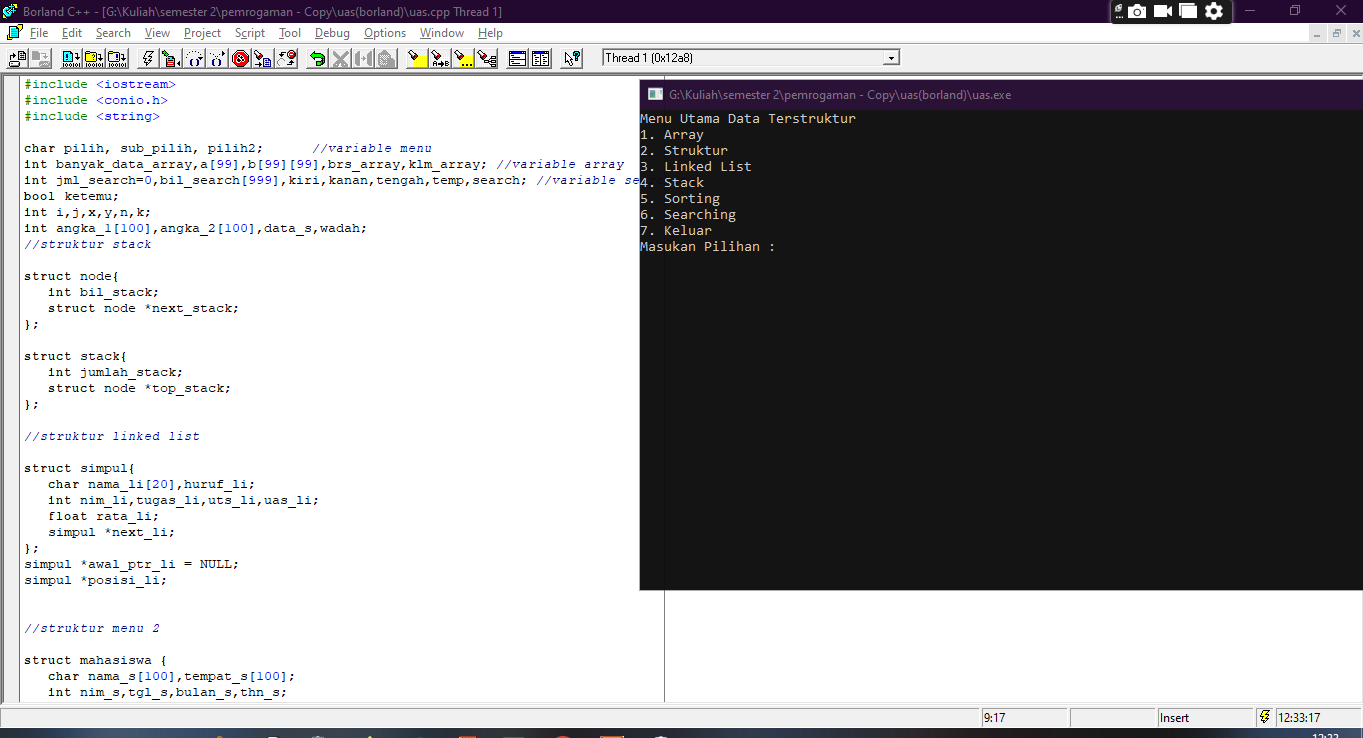 Borland C++ - [G:\Kuliah\semester 2\pemrogaman - Copy\uas(borland)\uas.cpp Thread 1]
File Edit Search View Project Script Tool Debug Options Window Help
Thread 1 (0x12a8)
#include <iostream>
#include <conio.h>
#include <string>
char pilih, sub_pilih, pilih2; //variable menu
int banyak_data_array,a[99],b[99][99],brs_array,klm_array; //variable array
int jml_search=0,bil_search[999],kiri,kanan,tengah,temp,search; //variable se
bool ketemu;
int i,j,x,y,n,k;
int angka_1[100],angka_2[100],data_s,wadah;
//struktur stack
struct node{
int bil_stack;
struct node *next_stack;
};
struct stack{
int jumlah_stack;
struct node *top_stack;
};
//struktur linked list
struct simpul{
char nama_li[20],huruf_li;
int nim_li,tugas_li,uts_li,uas_li;
float rata_li;
simpul *next_li;
};
simpul *awal_ptr_li = NULL;
simpul *posisi_li;
//struktur menu 2
struct mahasiswa {
char nama_s[100],tempat_s[100];
int nim_s,tgl_s,bulan_s,thn_s;
G:\Kuliah\semester 2\pemrogaman - Copy\uas(borland)\uas.exe
Menu Utama Data Terstruktur
1. Array
2. Struktur
3. Linked List
4. Stack
5. Sorting
6. Searching
7. Keluar
Masukan Pilihan :
9:17
Insert
12:33:17